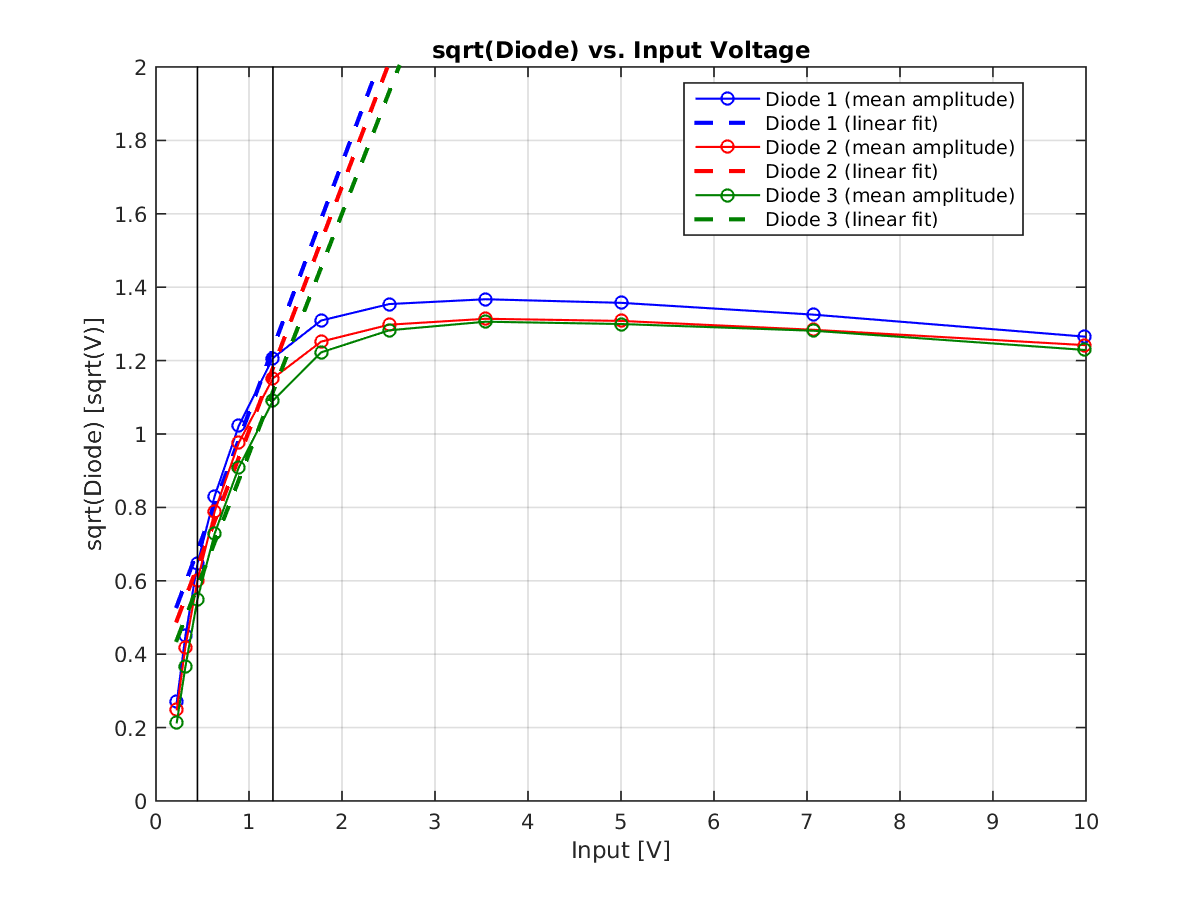 sqrt(Diode) vs. Input Voltage
Diode 1 (mean amplitude)
Diode 1 (linear fit)
Diode 2 (mean amplitude)
Diode 2 (linear fit)
Diode 3 (mean amplitude)
Diode 3 (linear fit)
sqrt(Diode) [sqrt(V)]
2
1.8
1.6
1.4
1.2
1
0.8
0.6
0.4
0.2
0
0 1 2 3 4 5 6 7 8 9 10
Input [V]